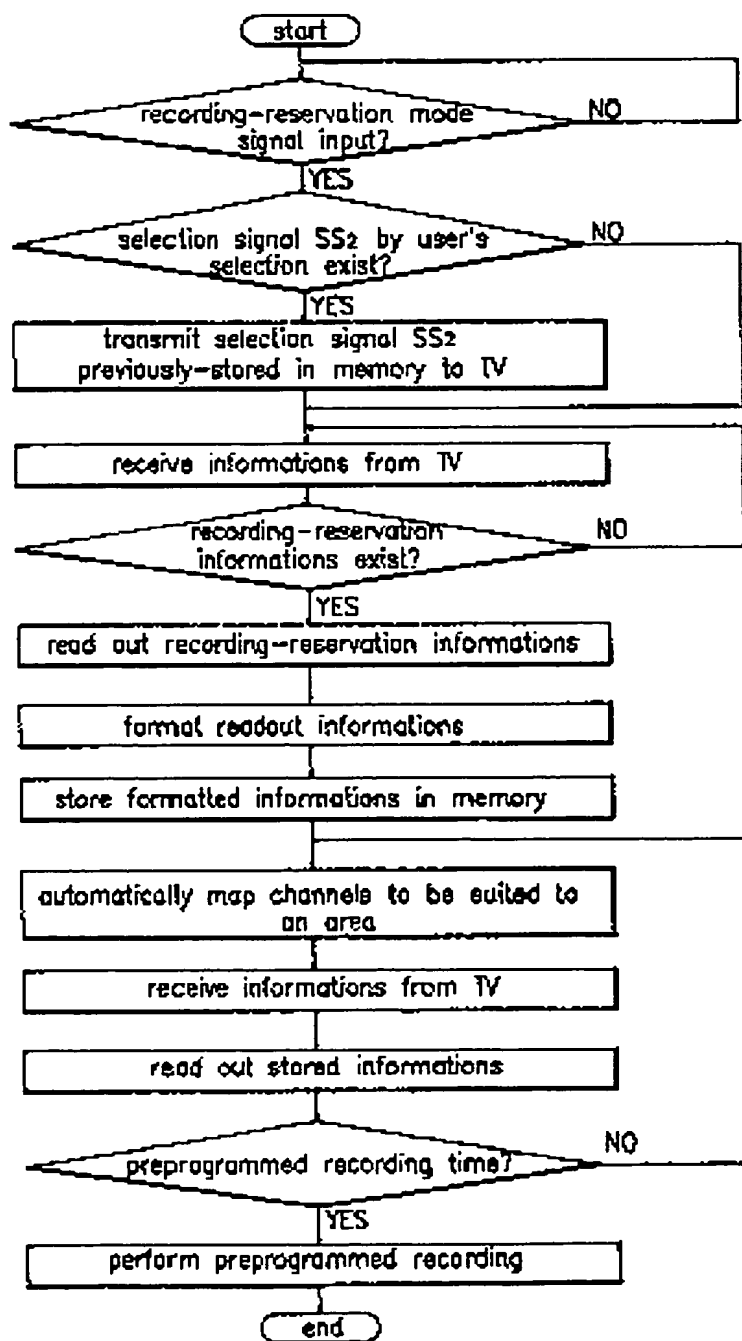 start
recording-reservation mode
signal input?
NO
YES
selection signal SS2 by user's
selection exist?
NO
YES
transmit selection signal SS2
previously-stored in memory to TV
receive informations from TV
recording-reservation
informations exist?
NO
YES
read out recording-reservation informations
formal readout informations
store formatted informations in memory
automatically map channels to be suited to
an area
receive informations from TV
read out stored informations
preprogrammed recording time?
NO
YES
perform preprogrammed recording
end